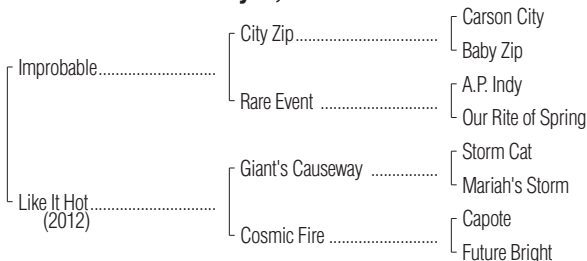 Carson City
City Zip
Baby Zip
Improbable
A.P. Indy
Rare Event
Our Rite of Spring
Storm Cat
Giant's Causeway
Mariah's Storm
Like It Hot
(2012)
Capote
Cosmic Fire
Future Bright